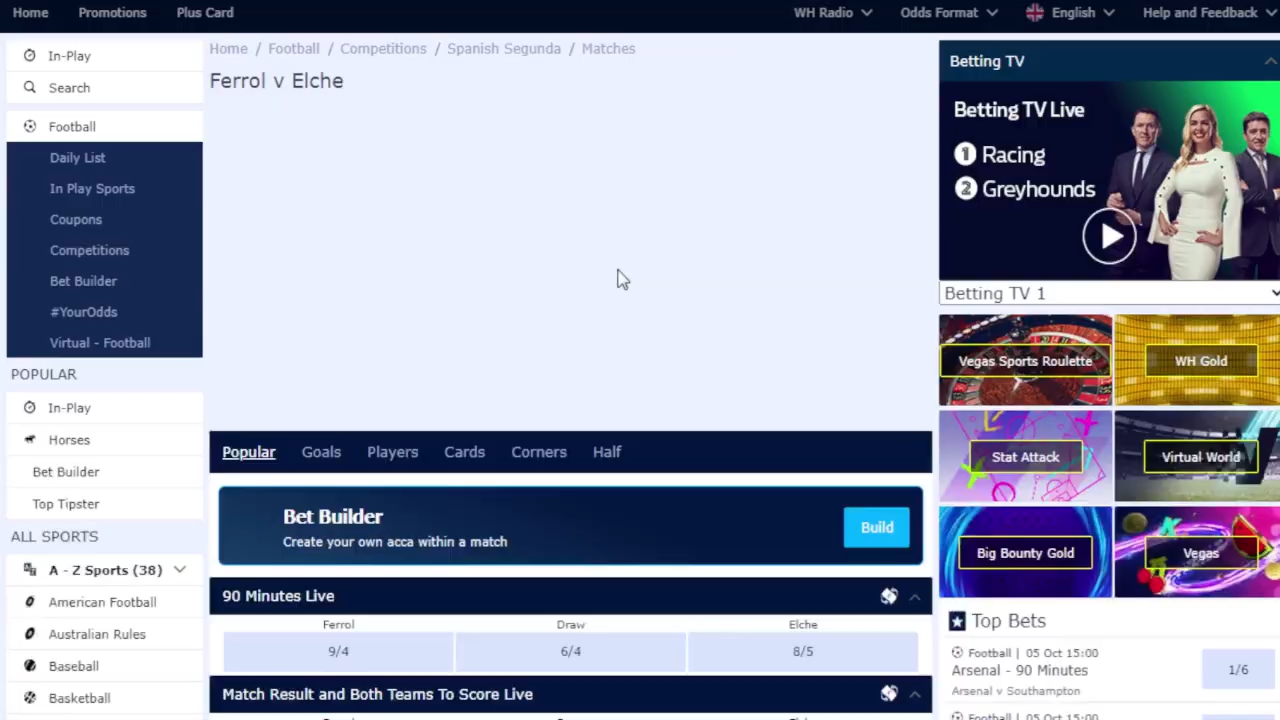 Home Promotions Plus Card WH Radio Odds Format English Help and Feedback
In-Play
Search
Football
Daily List
In Play Sports
Coupons
Competitions
Bet Builder
#YourOdds
Virtual - Football
POPULAR
In-Play
Horses
Bet Builder
Top Tipster
ALL SPORTS
A - Z Sports (38)
American Football
Australian Rules
Baseball
Basketball
Home / Football / Competitions / Spanish Segunda / Matches
Ferrol v Elche
Popular Goals Players Cards Corners Half
Bet Builder
Create your own acca within a match
Build
90 Minutes Live
Ferrol Draw Elche
9/4 6/4 8/5
Match Result and Both Teams To Score Live
Betting TV
Betting TV Live
1 Racing
2 Greyhounds
Betting TV 1
Vegas Sports Roulette WH Gold
Stat Attack Virtual World
Big Bounty Gold Vegas
Top Bets
Football | 05 Oct 15:00
Arsenal - 90 Minutes
1/6
Arsenal v Southampton